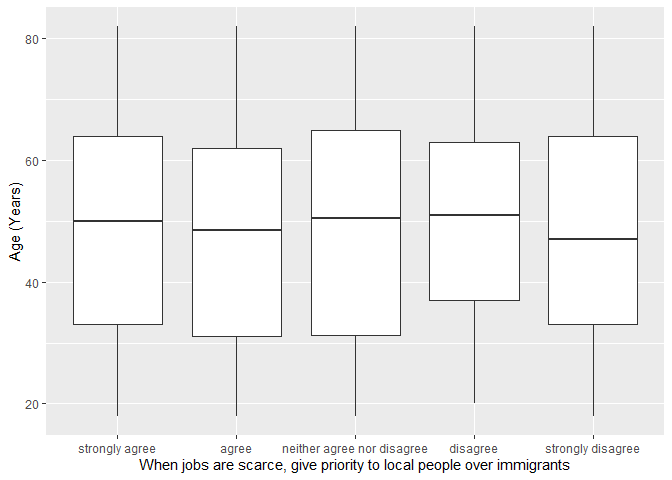 Age (Years)
80
60
40
20
strongly agree
agree
neither agree nor disagree
disagree
strongly disagree
When jobs are scarce, give priority to local people over immigrants